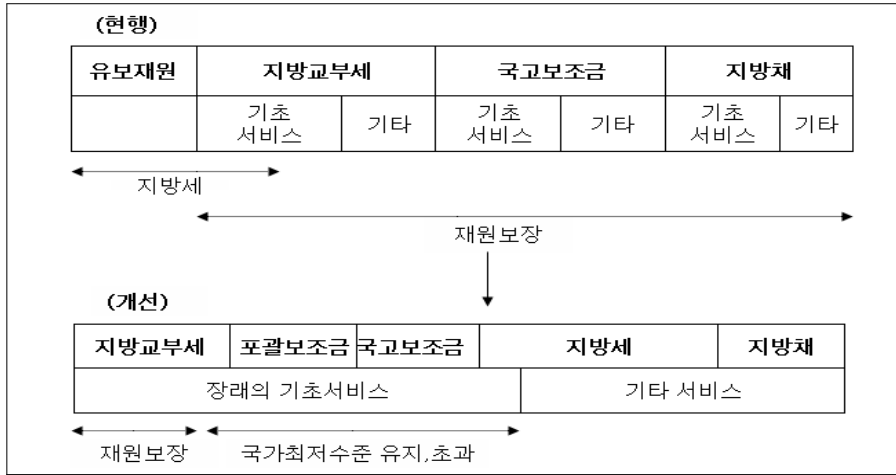 (현행)
유보재원 지방교부세 국고보조금 지방채
기초 기초 기초
서비스 기타 서비스 기타 서비스 기타
지방세
재원보장
(개선)
지방교부세 포괄보조금 국고보조금 지방세 지방채
장래의 기초서비스 기타 서비스
재원보장 국가최저수준 유지,초과